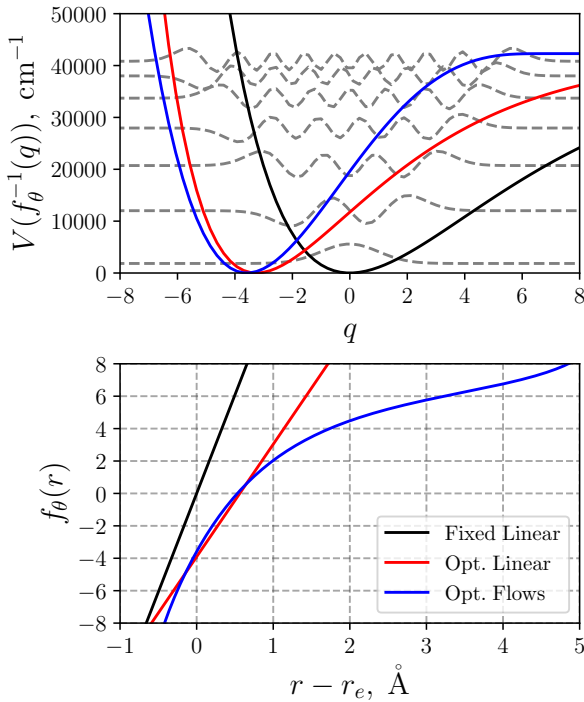 50000
40000
30000
20000
10000
0
V(f_θ^{-1}(q)), cm^{-1}
−8 −6 −4 −2 0 2 4 6 8
q
8
6
4
2
0
−2
−4
−6
−8
f_θ(r)
Fixed Linear
Opt. Linear
Opt. Flows
−1 0 1 2 3 4 5
r − r_e, Å